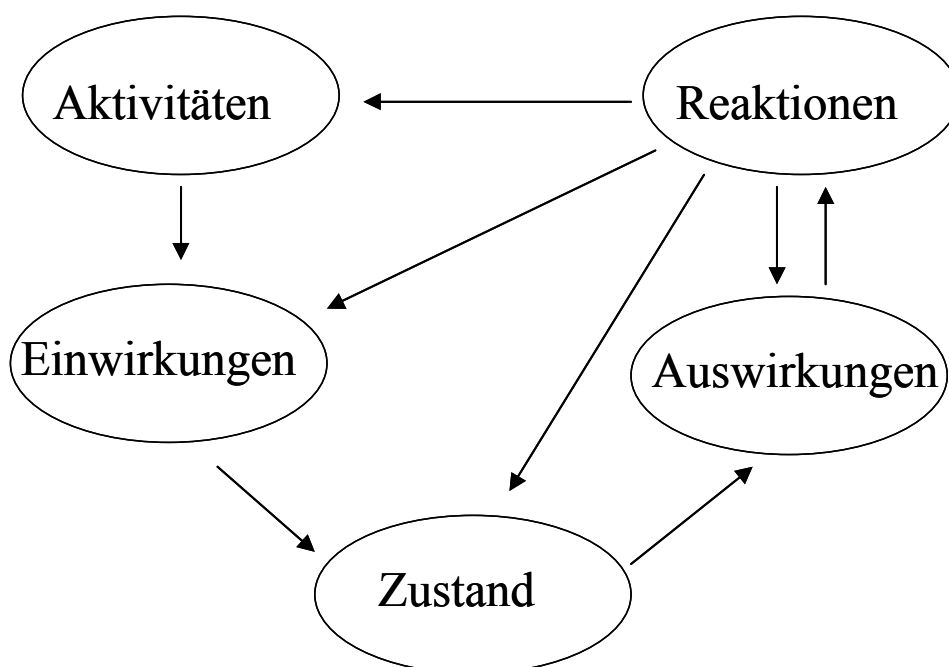 Aktivitäten
Reaktionen
Einwirkungen
Auswirkungen
Zustand